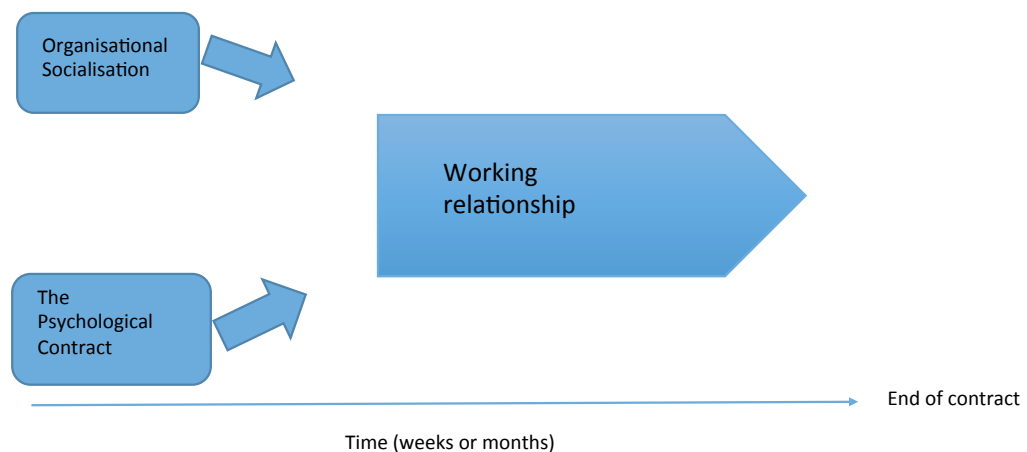 Organisational
Socialisation
Working
relationship
The
Psychological
Contract
End of contract
Time (weeks or months)